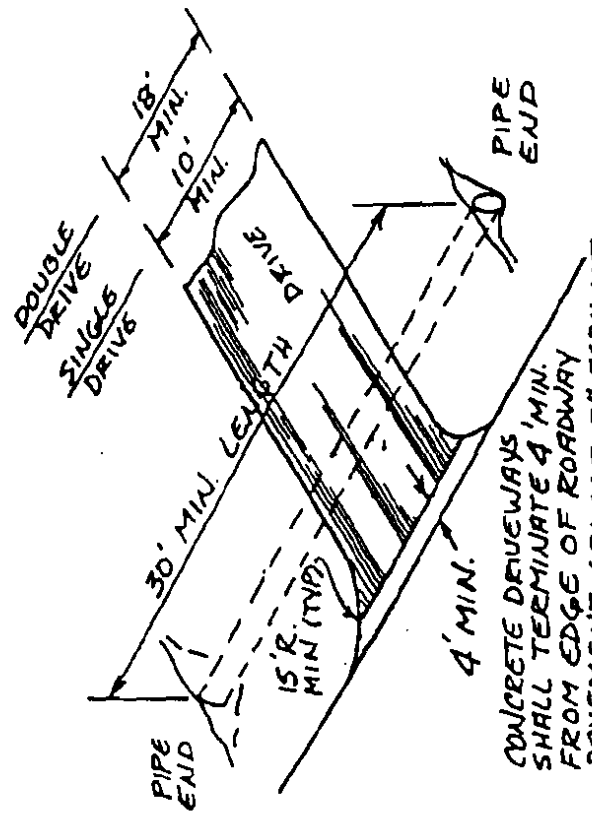 DOUBLE
DRIVE
SINGLE
DRIVE
18'
MIN.
10'
MIN.
30' MIN. LENGTH
DRIVE
PIPE
END
PIPE
END
15'R.
MIN (TYP)
4' MIN.
CONCRETE DRIVEWAYS
SHALL TERMINATE 4' MIN.
FROM EDGE OF ROADWAY